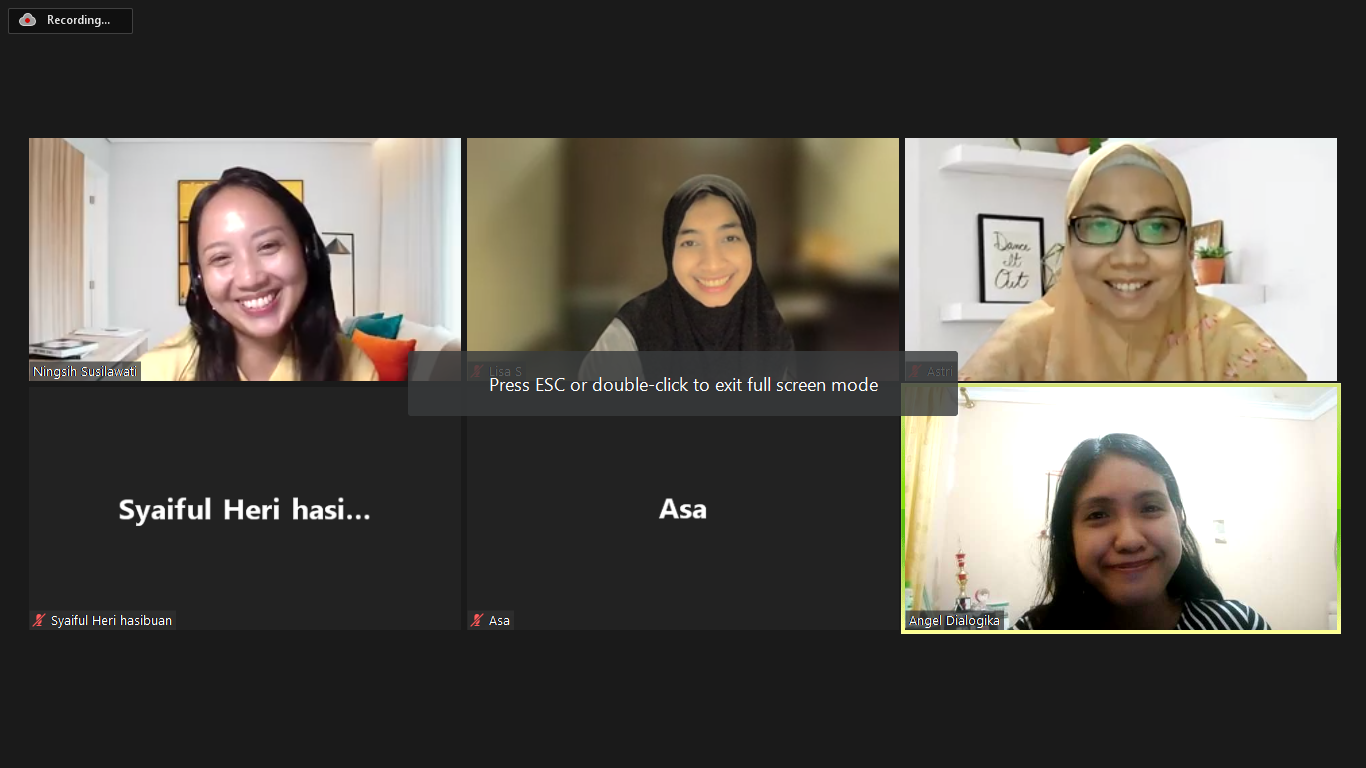 Recording...
Dance
It
Out
Ningsih Susilawati
Lisa S
Astri
Press ESC or double-click to exit full screen mode
Syaiful Heri hasi...
Asa
Syaiful Heri hasibuan
Asa
Angel Dialogika